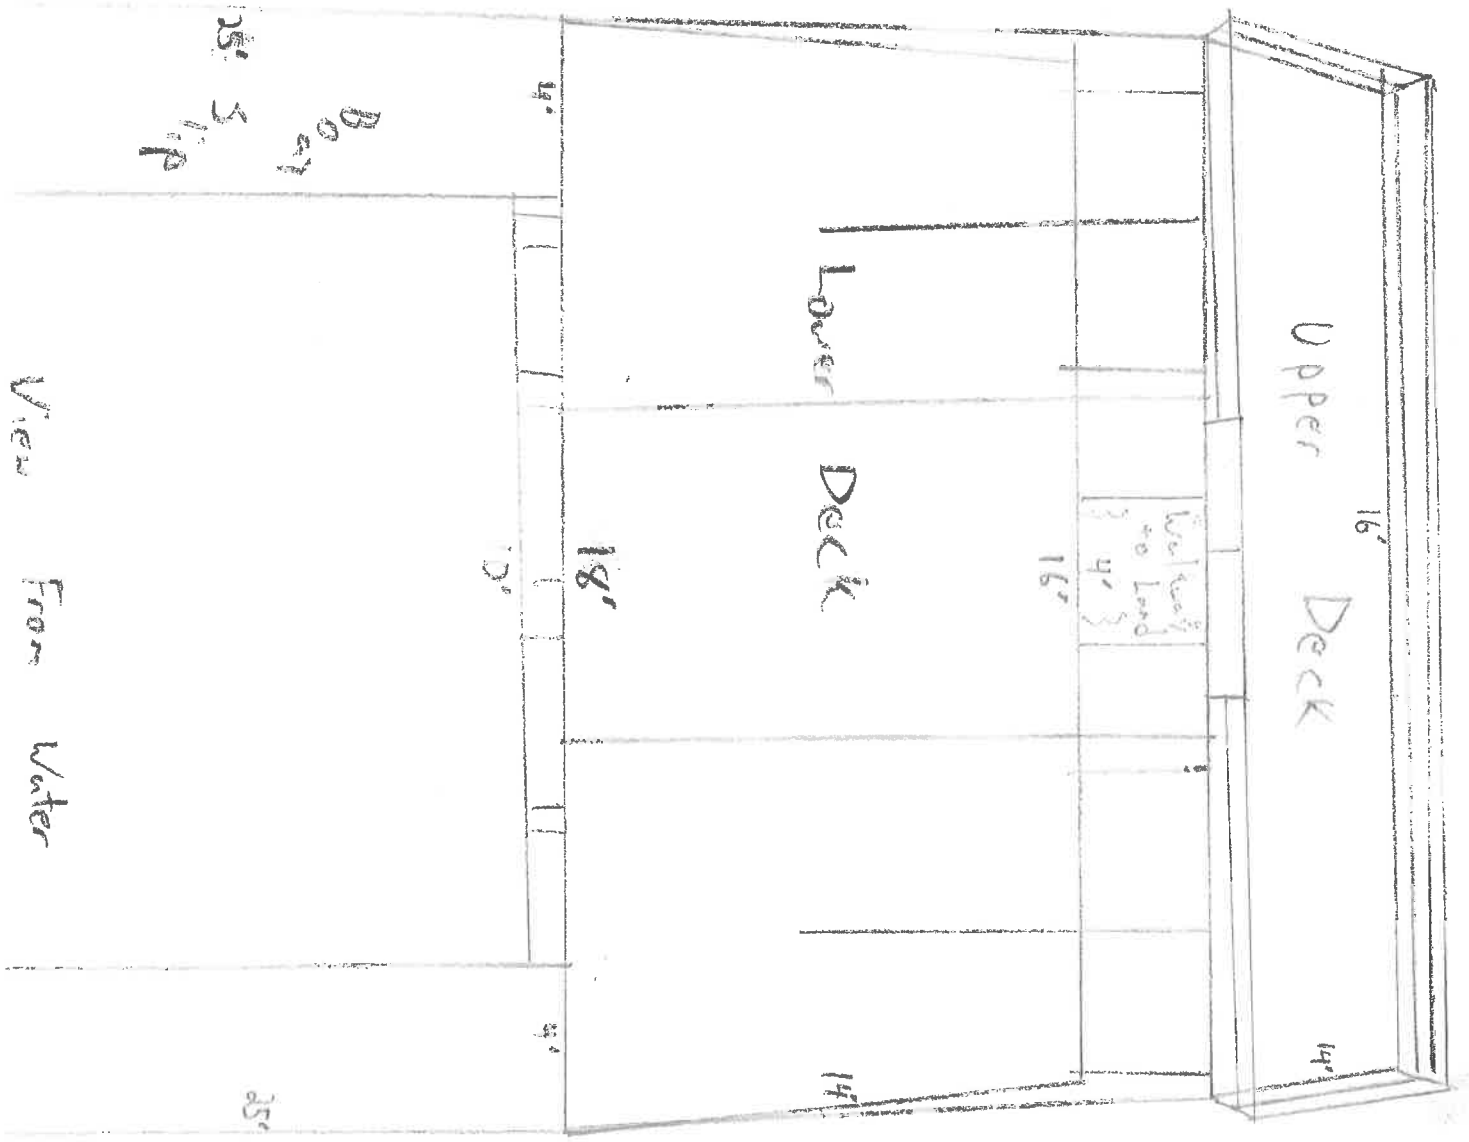 16'
Upper Deck
14'
Walkway
to Land
4'
16'
Lower Deck
14'
18'
4'
10'
4'
Boat
Slip
25'
25'
View From Water